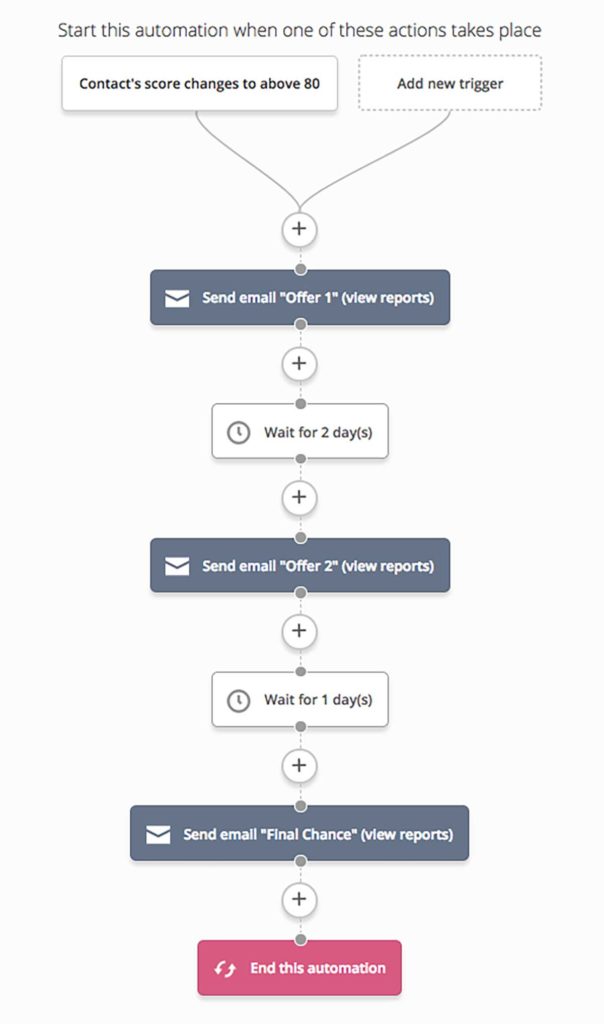 Start this automation when one of these actions takes place
Contact's score changes to above 80
Add new trigger
+
Send email "Offer 1" (view reports)
+
Wait for 2 day(s)
+
Send email "Offer 2" (view reports)
+
Wait for 1 day(s)
+
Send email "Final Chance" (view reports)
+
End this automation